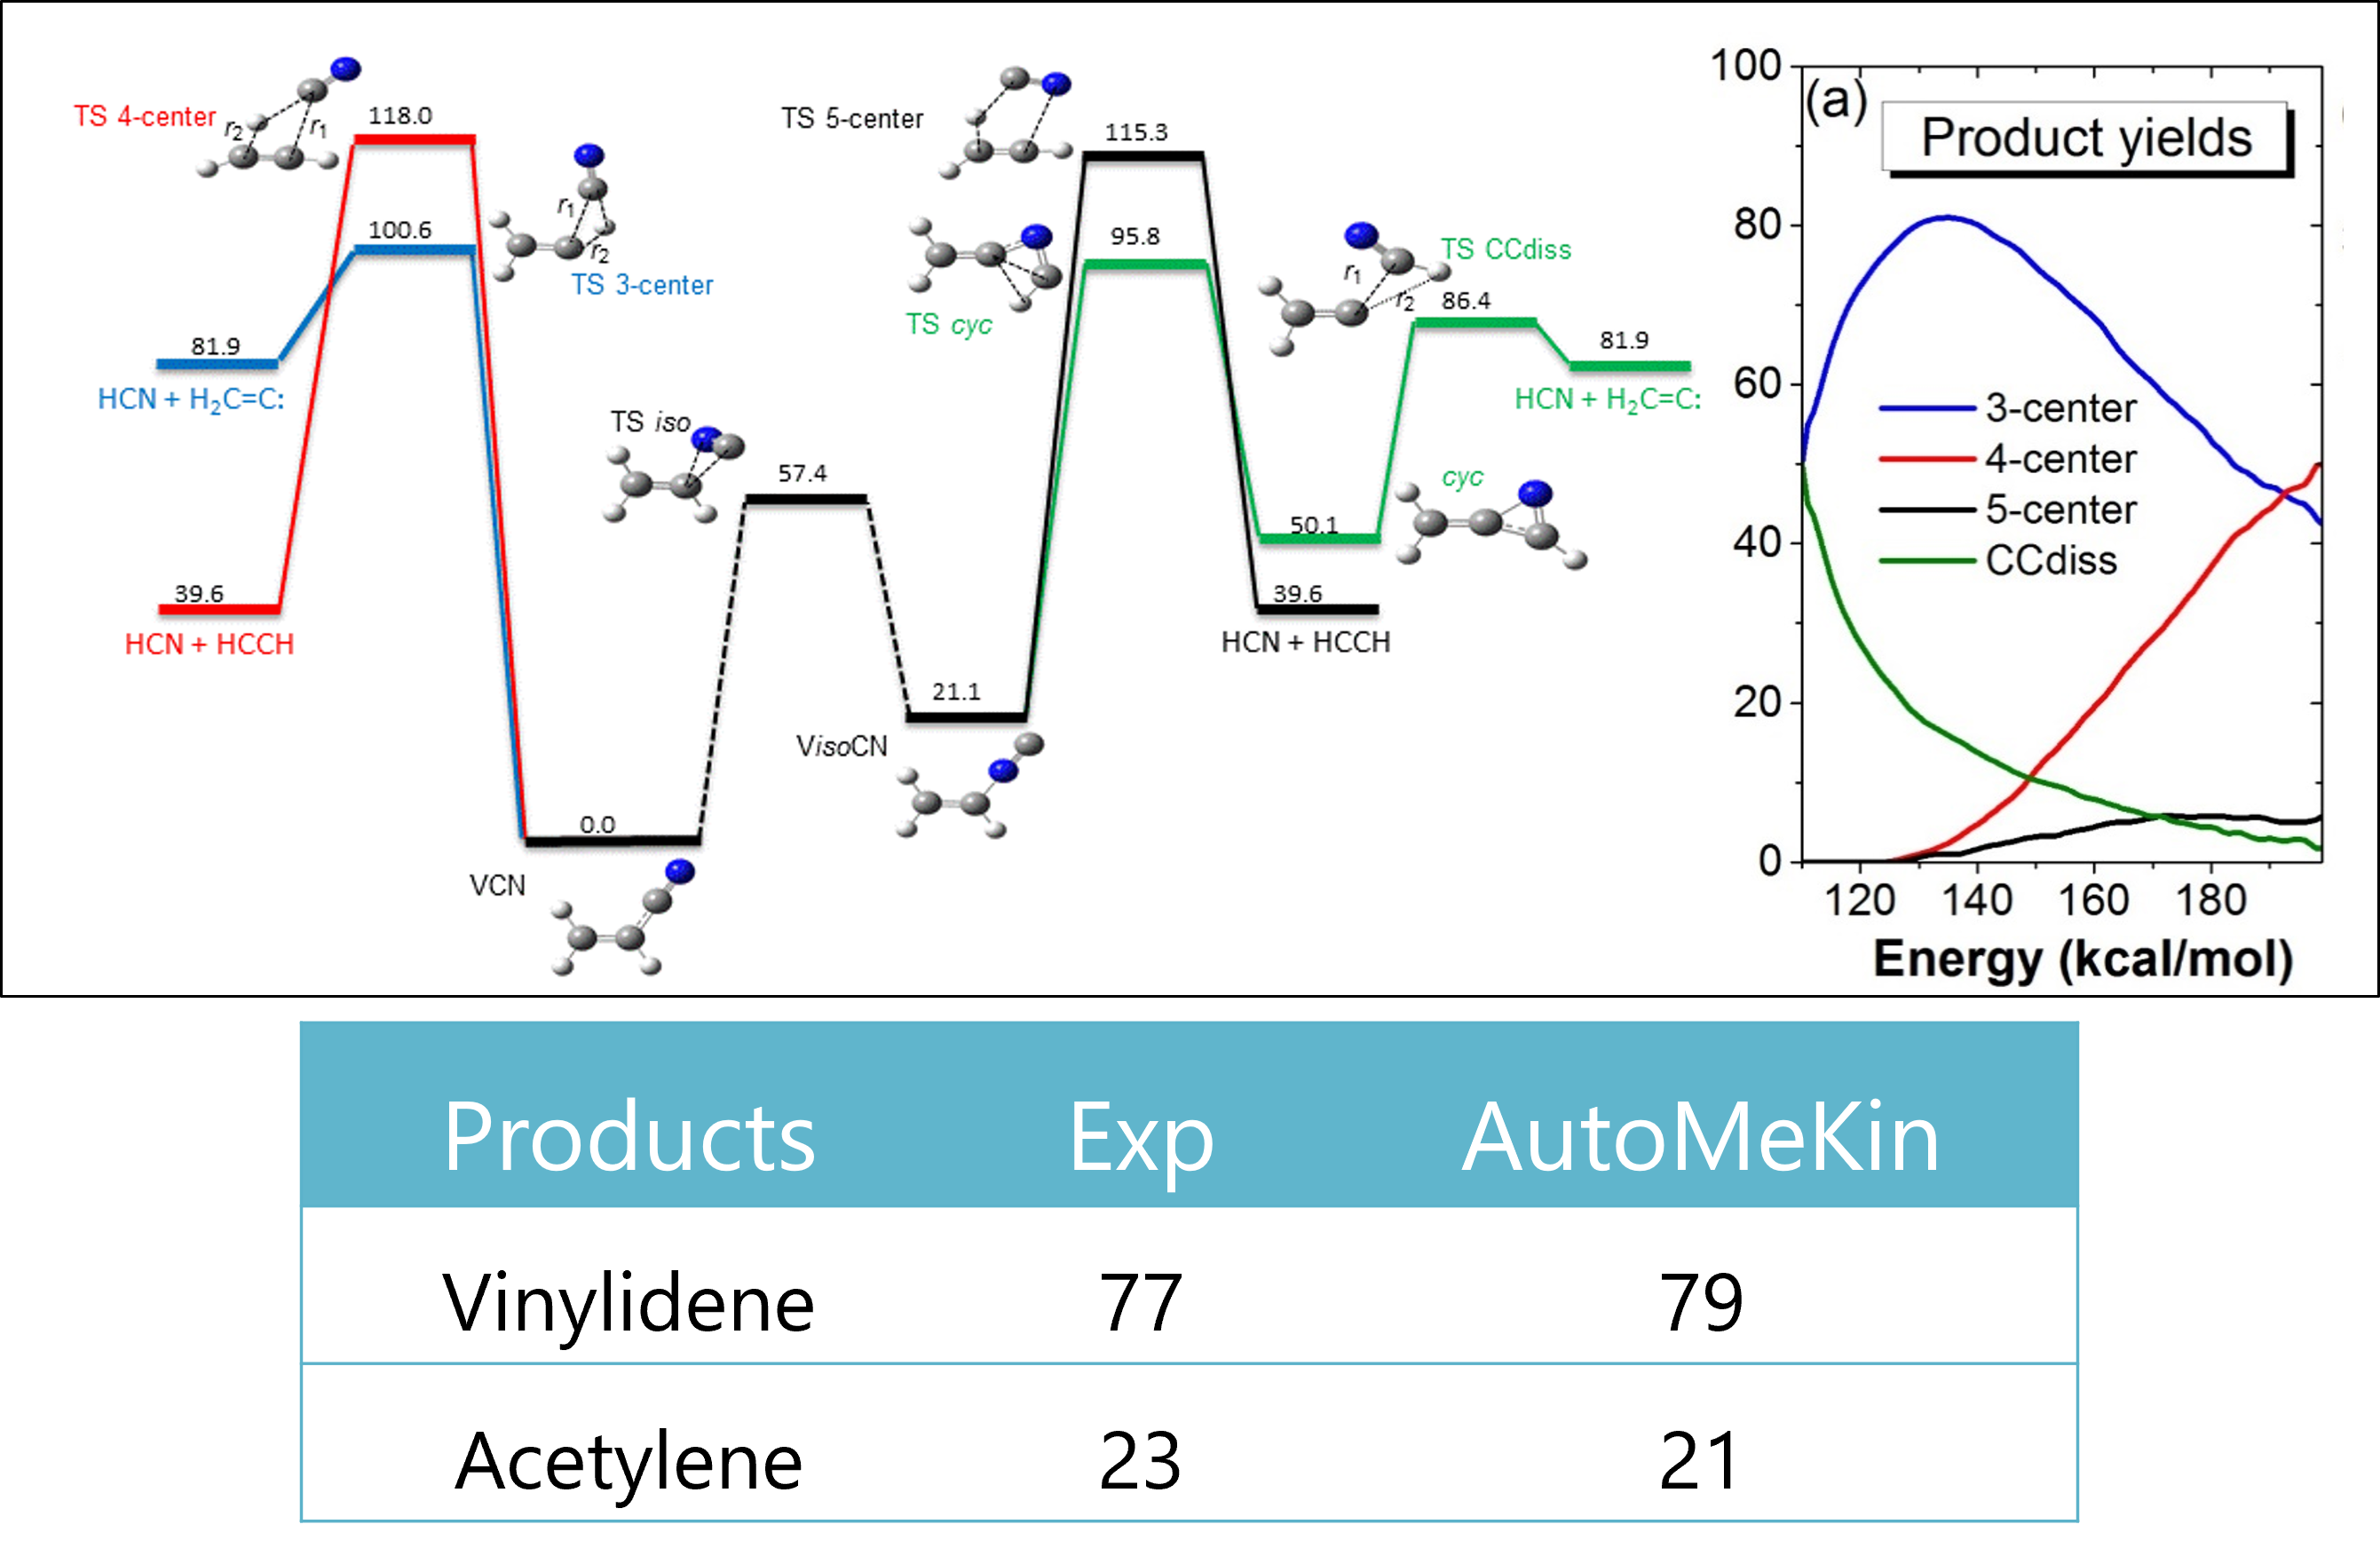 TS 4-center
r2
r1
118.0
100.6
r1
r2
TS 3-center
81.9
HCN + H2C=C:
39.6
HCN + HCCH
0.0
VCN
TS iso
57.4
21.1
VisoCN
TS 5-center
115.3
95.8
TS cyc
50.1
39.6
HCN + HCCH
cyc
r1
r2
TS CCdiss
86.4
81.9
HCN + H2C=C:
(a)
Product yields
100
80
60
40
20
0
3-center
4-center
5-center
CCdiss
120 140 160 180
Energy (kcal/mol)
Products Exp AutoMeKin
Vinylidene 77 79
Acetylene 23 21